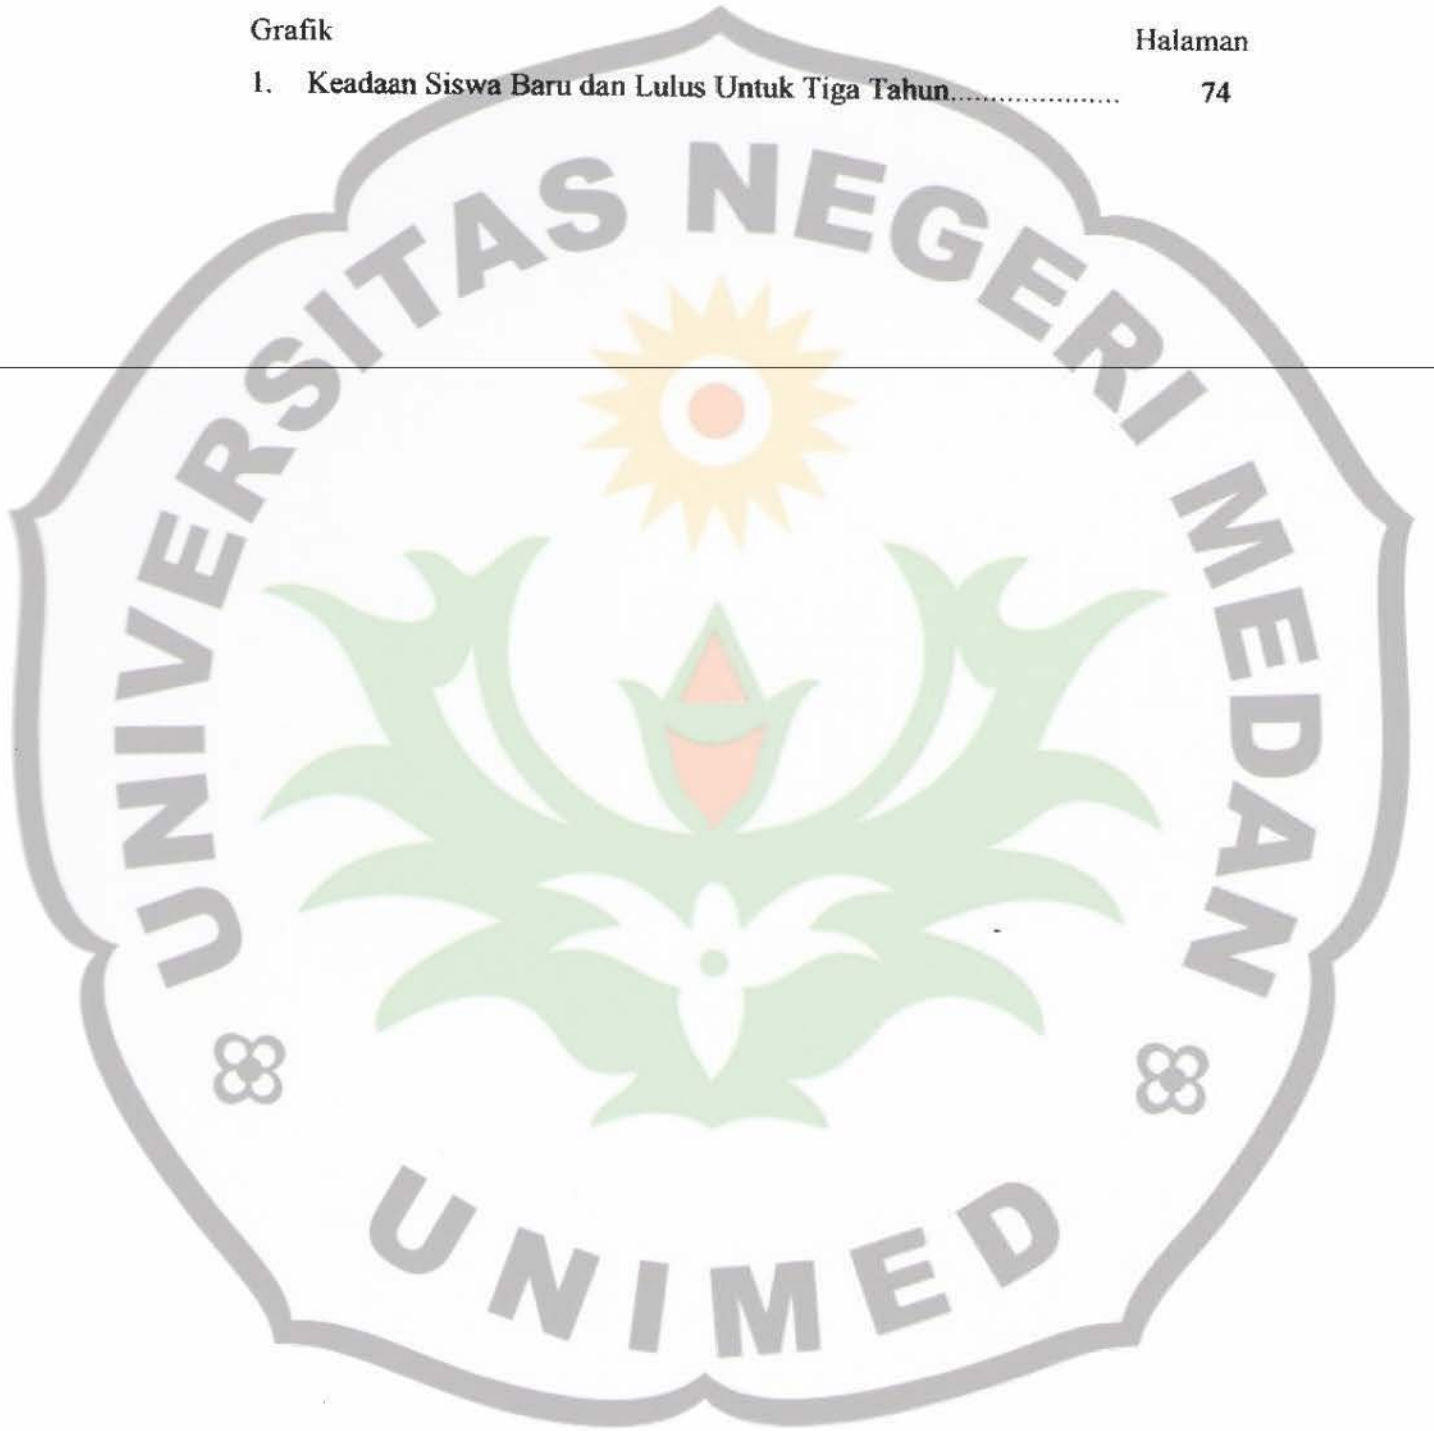 Grafik Halaman
1. Keadaan Siswa Baru dan Lulus Untuk Tiga Tahun.................... 74
UNIVERSITAS NEGERI MEDAN
UNIMED